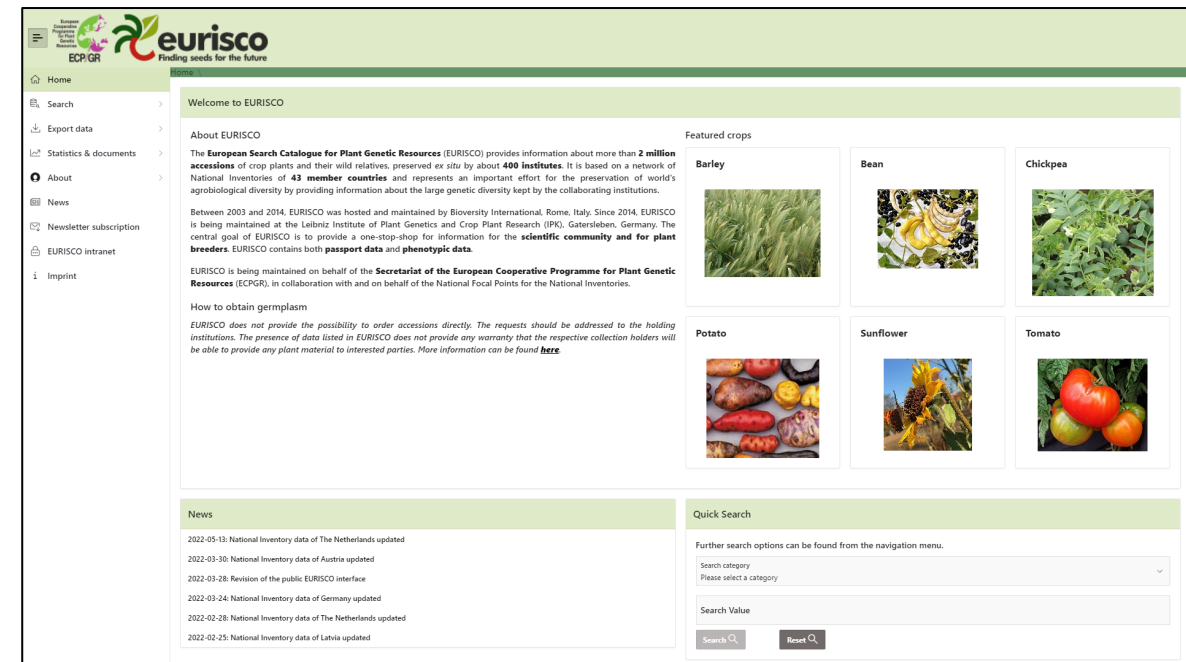 European
Cooperative
Programme
for Plant
Genetic
Resources
ECP/GR
eurisco
Finding seeds for the future
Home \
Home
Search
Export data
Statistics & documents
About
News
Newsletter subscription
EURISCO intranet
Imprint
Welcome to EURISCO
About EURISCO
The European Search Catalogue for Plant Genetic Resources (EURISCO) provides information about more than 2 million
accessions of crop plants and their wild relatives, preserved ex situ by about 400 institutes. It is based on a network of
National Inventories of 43 member countries and represents an important effort for the preservation of world's
agrobiological diversity by providing information about the large genetic diversity kept by the collaborating institutions.
Between 2003 and 2014, EURISCO was hosted and maintained by Bioversity International, Rome, Italy. Since 2014, EURISCO
is being maintained at the Leibniz Institute of Plant Genetics and Crop Plant Research (IPK), Gatersleben, Germany. The
central goal of EURISCO is to provide a one-stop-shop for information for the scientific community and for plant
breeders. EURISCO contains both passport data and phenotypic data.
EURISCO is being maintained on behalf of the Secretariat of the European Cooperative Programme for Plant Genetic
Resources (ECPGR), in collaboration with and on behalf of the National Focal Points for the National Inventories.
How to obtain germplasm
EURISCO does not provide the possibility to order accessions directly. The requests should be addressed to the holding
institutions. The presence of data listed in EURISCO does not provide any warranty that the respective collection holders will
be able to provide any plant material to interested parties. More information can be found here.
Featured crops
Barley
Bean
Chickpea
Potato
Sunflower
Tomato
News
2022-05-13: National Inventory data of The Netherlands updated
2022-03-30: National Inventory data of Austria updated
2022-03-28: Revision of the public EURISCO interface
2022-03-24: National Inventory data of Germany updated
2022-02-28: National Inventory data of The Netherlands updated
2022-02-25: National Inventory data of Latvia updated
Quick Search
Further search options can be found from the navigation menu.
Search category
Please select a category
Search Value
Search
Reset